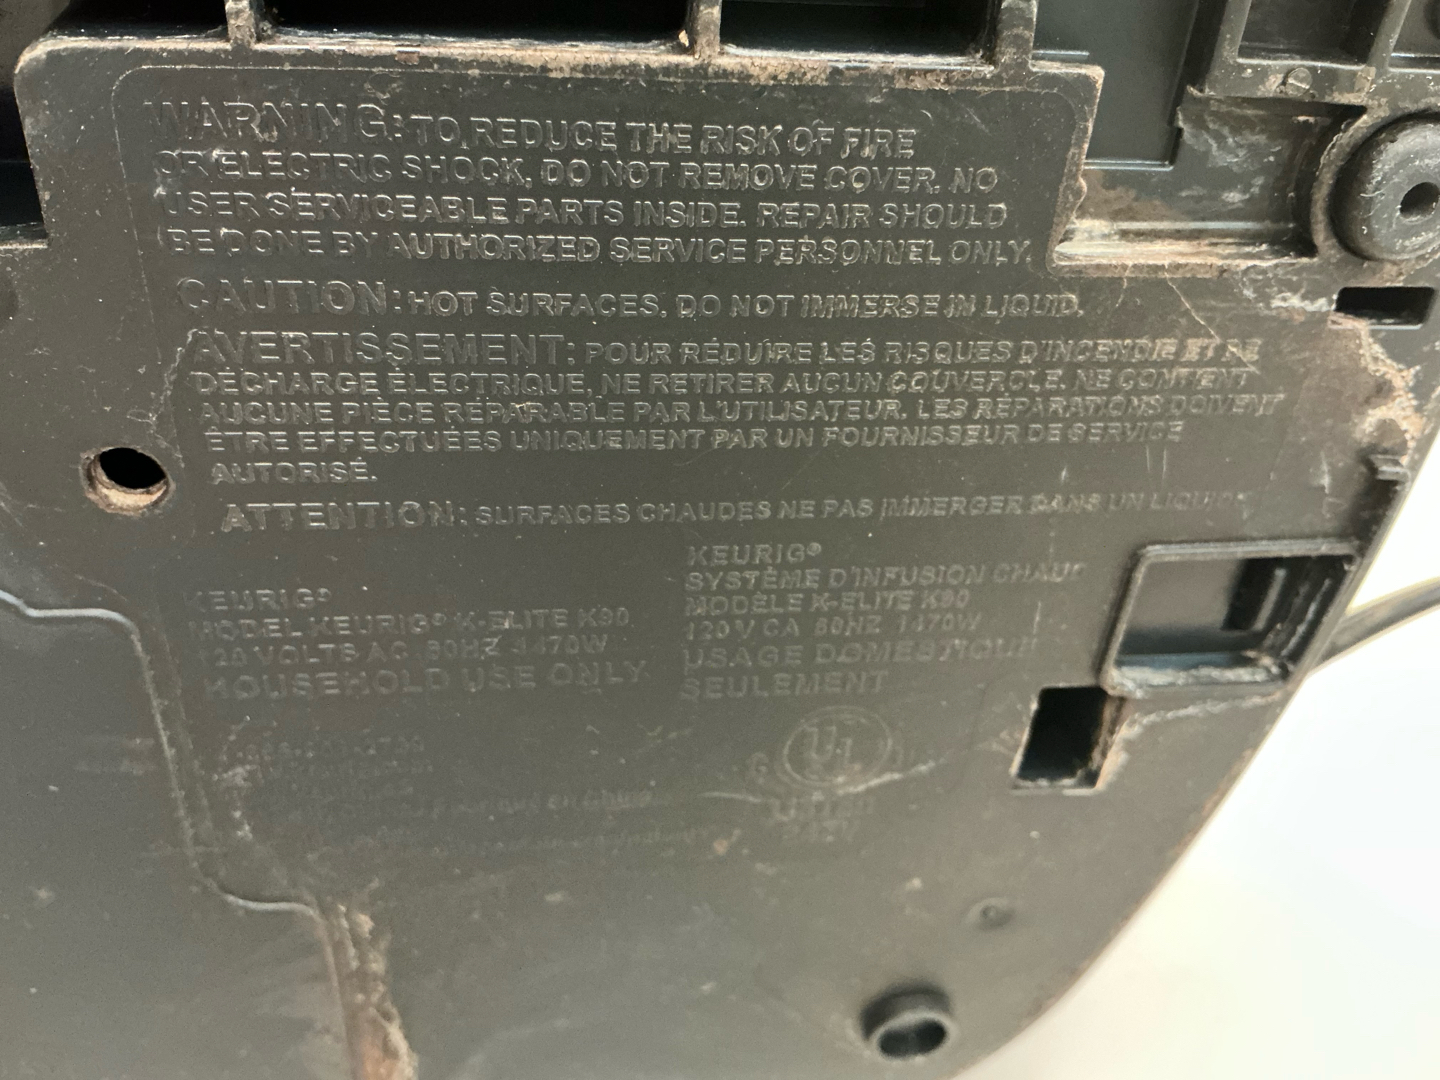 WARNING: TO REDUCE THE RISK OF FIRE
OR ELECTRIC SHOCK, DO NOT REMOVE COVER. NO
USER SERVICEABLE PARTS INSIDE. REPAIR SHOULD
BE DONE BY AUTHORIZED SERVICE PERSONNEL ONLY.
CAUTION: HOT SURFACES. DO NOT IMMERSE IN LIQUID.
AVERTISSEMENT: POUR RÉDUIRE LES RISQUES D'INCENDIE ET DE
DÉCHARGE ÉLECTRIQUE, NE RETIRER AUCUN COUVERCLE. NE CONTIENT
AUCUNE PIÈCE RÉPARABLE PAR L'UTILISATEUR. LES RÉPARATIONS DOIVENT
ÊTRE EFFECTUÉES UNIQUEMENT PAR UN FOURNISSEUR DE SERVICE
AUTORISÉ.
ATTENTION: SURFACES CHAUDES NE PAS IMMERGER DANS UN LIQUIDE
KEURIG®
MODEL KEURIG® K-ELITE K90
120 VOLTS AC 60HZ 1470W
HOUSEHOLD USE ONLY
KEURIG®
SYSTÈME D'INFUSION CHAUD
MODÈLE K-ELITE K90
120 V CA 60HZ 1470W
USAGE DOMESTIQUE
SEULEMENT
en Chine
C UL
LISTED